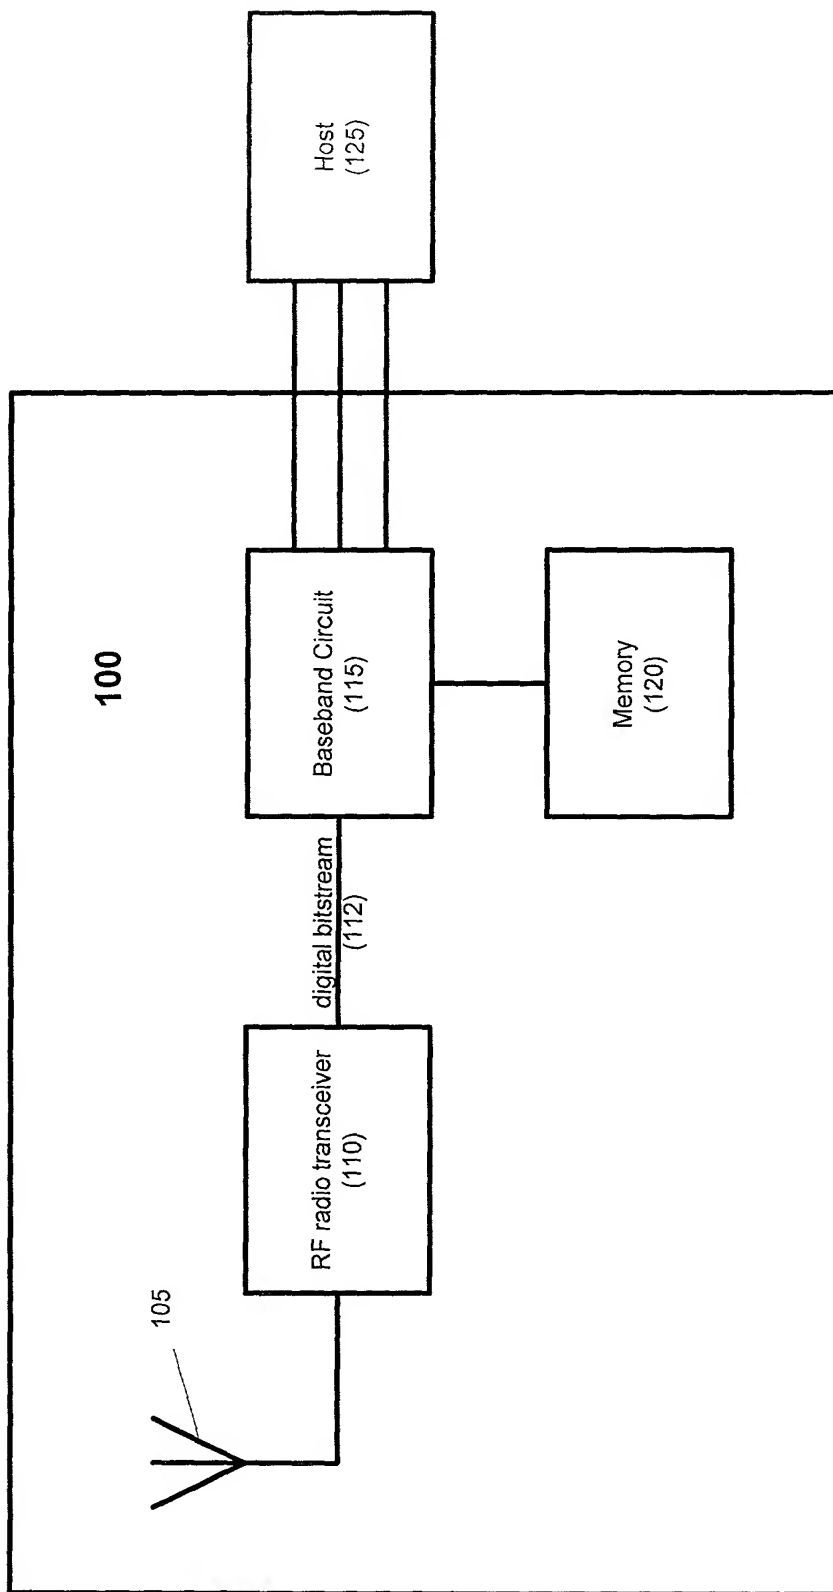 100
105
RF radio transceiver
(110)
digital bitstream
(112)
Baseband Circuit
(115)
Memory
(120)
Host
(125)